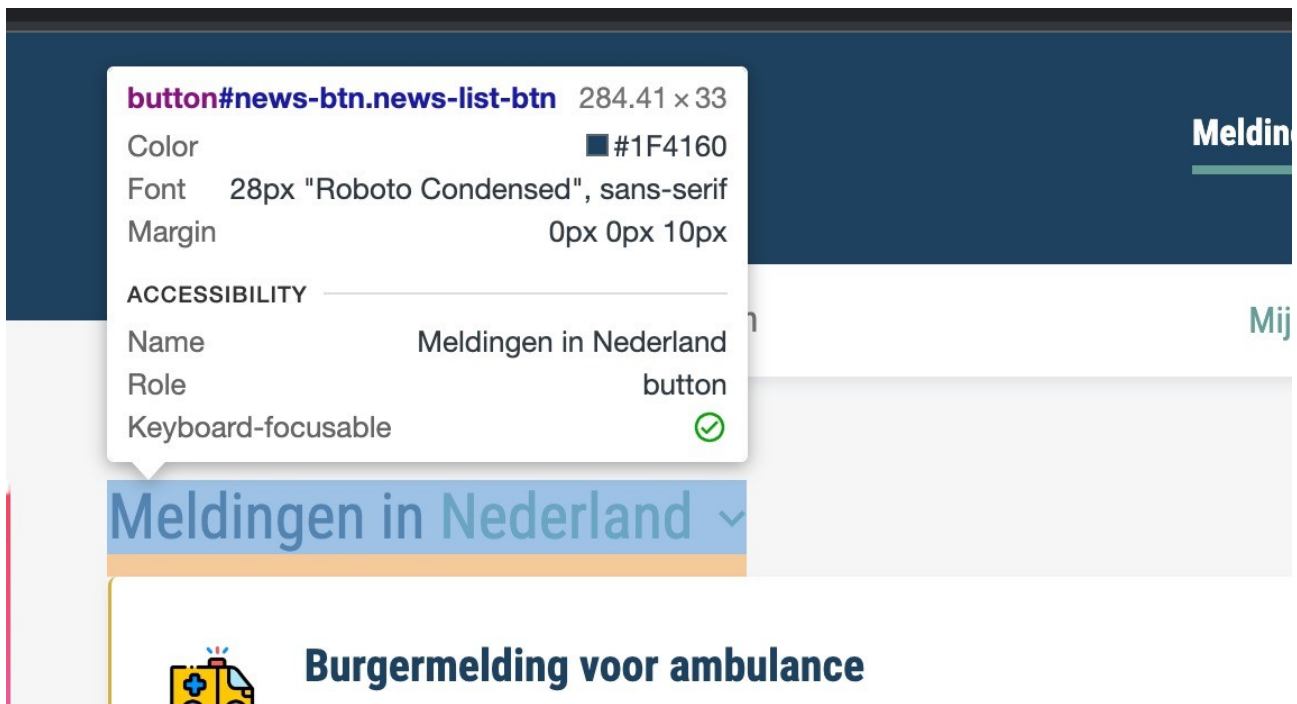 button#news-btn.news-list-btn 284.41 × 33
Color #1F4160
Font 28px "Roboto Condensed", sans-serif
Margin 0px 0px 10px
ACCESSIBILITY
Name Meldingen in Nederland
Role button
Keyboard-focusable
Mij
Meldingen in Nederland
Burgermelding voor ambulance